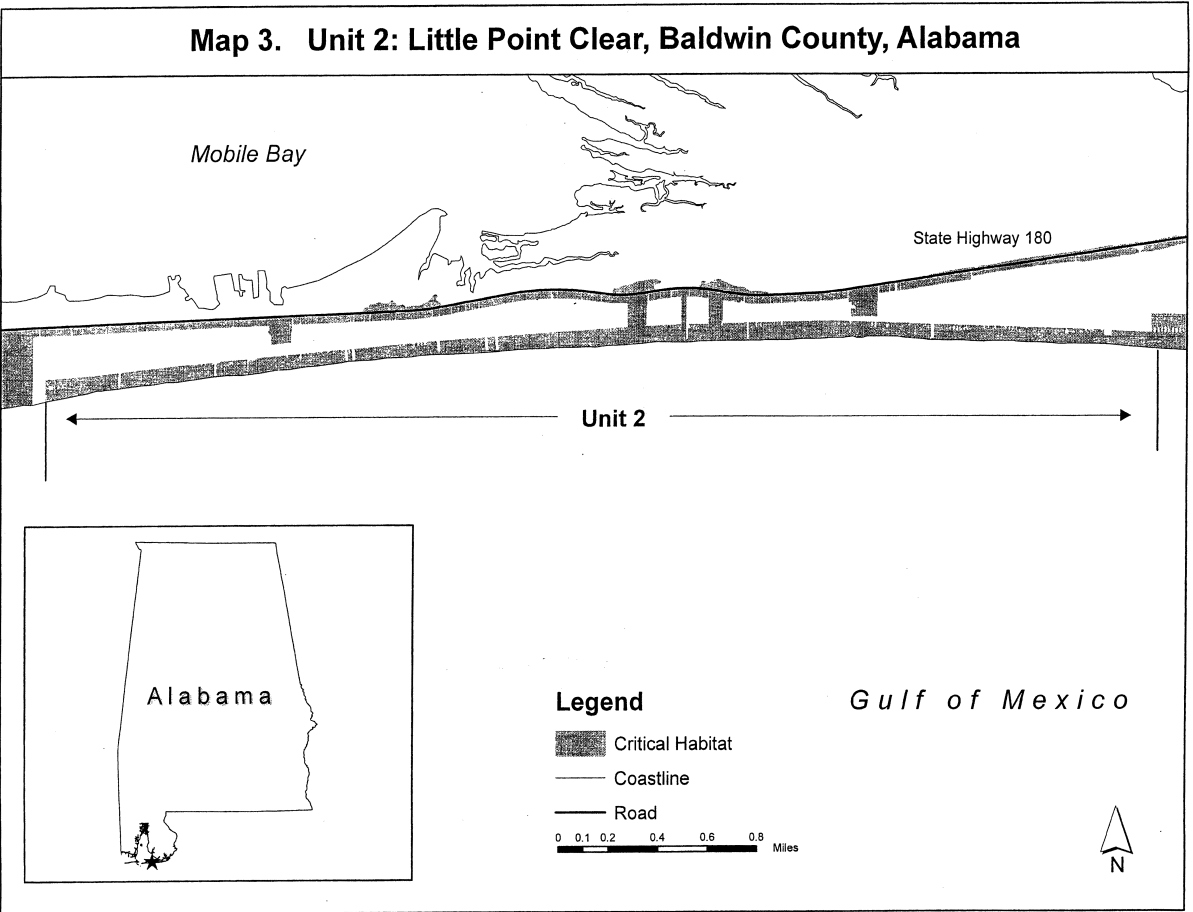 Map 3. Unit 2: Little Point Clear, Baldwin County, Alabama
Mobile Bay
State Highway 180
Unit 2
Alabama
Gulf of Mexico
Legend
Critical Habitat
Coastline
Road
0 0.1 0.2 0.4 0.6 0.8
Miles
N